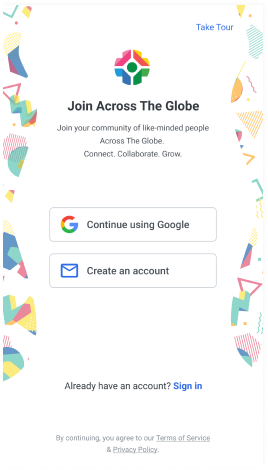 Take Tour
Join Across The Globe
Join your community of like-minded people
Across The Globe.
Connect. Collaborate. Grow.
Continue using Google
Create an account
Already have an account? Sign in
By continuing, you agree to our Terms of Service
& Privacy Policy.